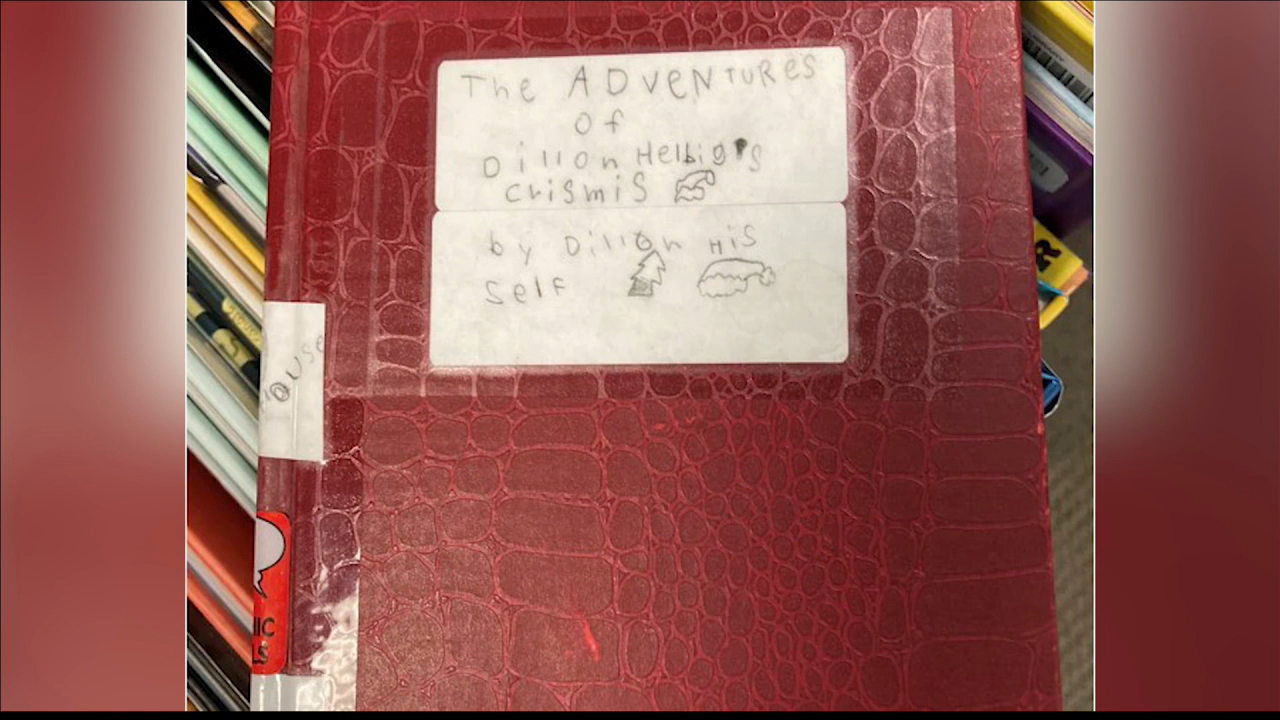 The ADVENTURES
Of
Dillon Helbig's
crismis
by Dillon His
Self